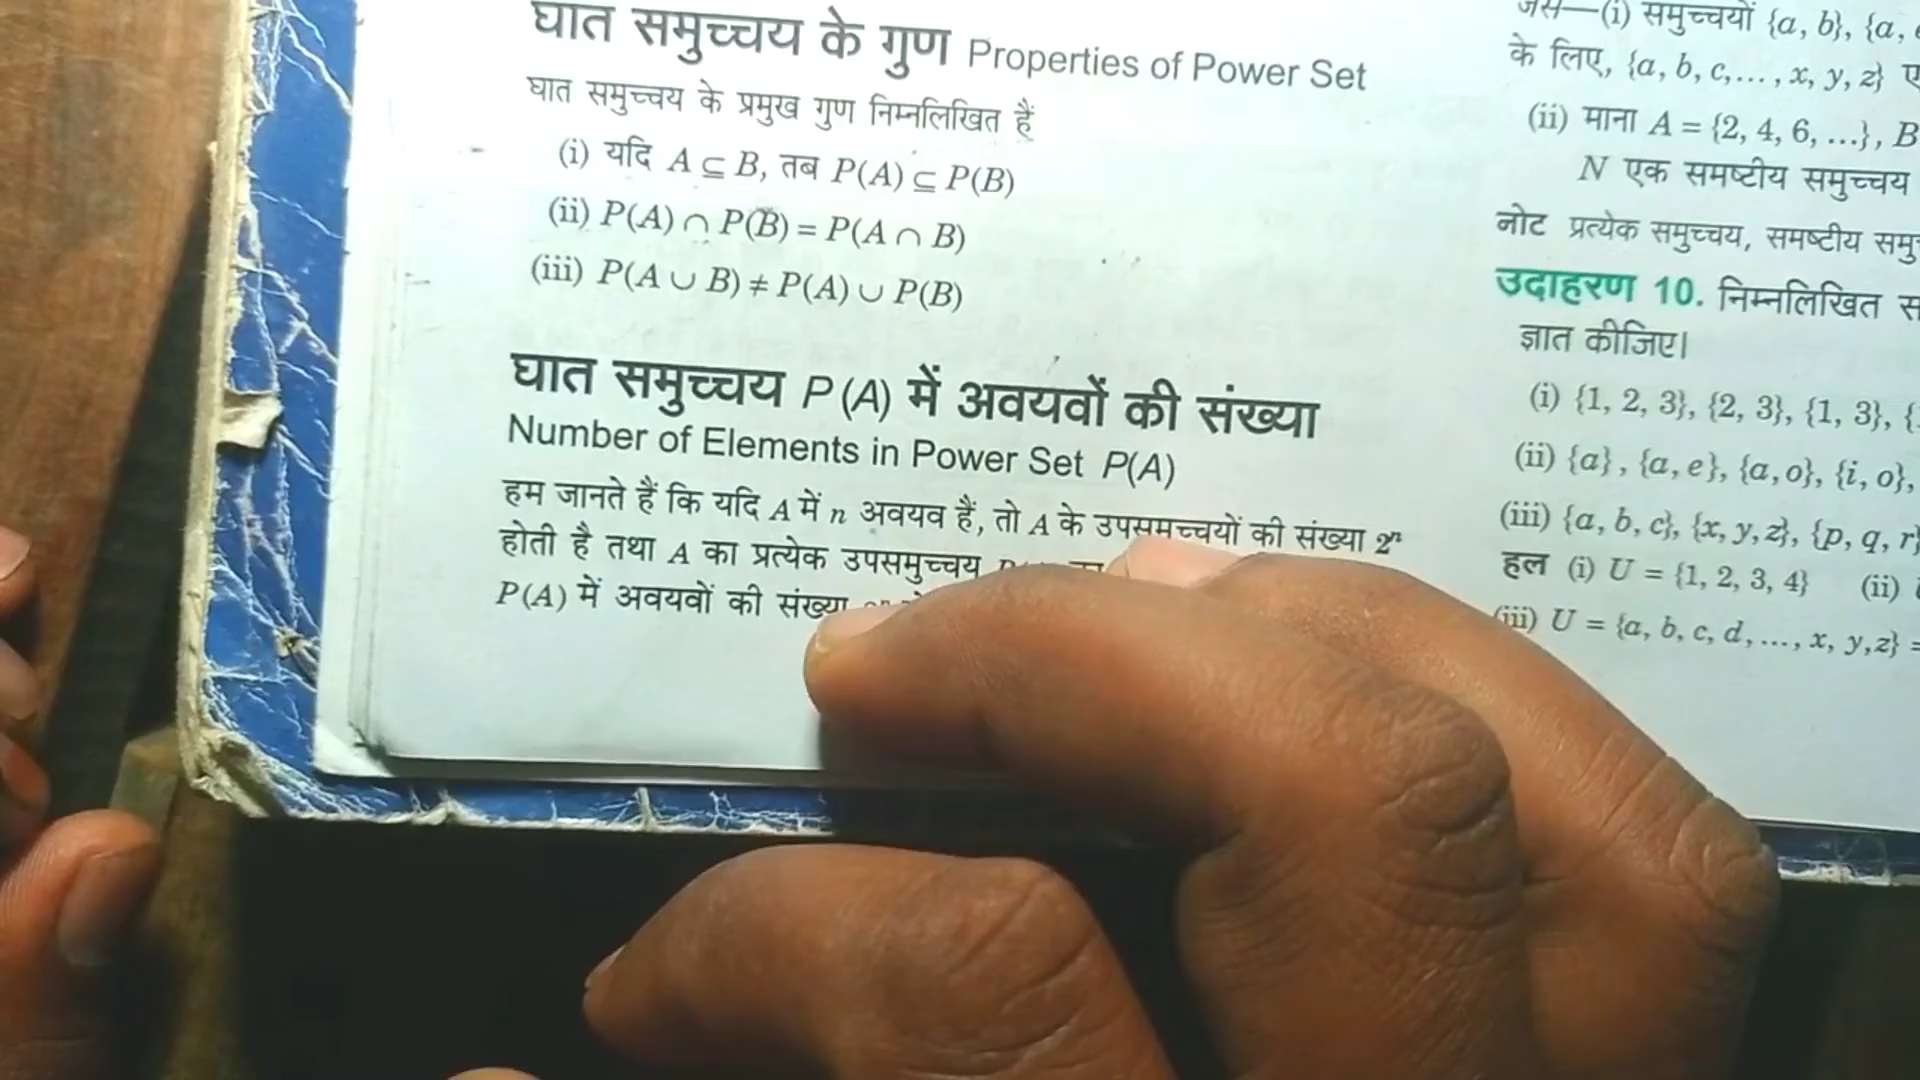 घात समुच्चय के गुण Properties of Power Set
घात समुच्चय के प्रमुख गुण निम्नलिखित हैं
(i) यदि A ⊆ B, तब P(A) ⊆ P(B)
(ii) P(A) ∩ P(B) = P(A ∩ B)
(iii) P(A ∪ B) ≠ P(A) ∪ P(B)
घात समुच्चय P(A) में अवयवों की संख्या
Number of Elements in Power Set P(A)
हम जानते हैं कि यदि A में n अवयव हैं, तो A के उपसमुच्चयों की संख्या 2ⁿ
होती है तथा A का प्रत्येक उपसमुच्चय
P(A) में अवयवों की संख्या
जैसे—(i) समुच्चयों {a, b}, {a,
के लिए, {a, b, c,..., x, y, z}
(ii) माना A = {2, 4, 6, ...}, B
N एक समष्टीय समुच्चय
नोट प्रत्येक समुच्चय, समष्टीय
उदाहरण 10. निम्नलिखित
ज्ञात कीजिए।
(i) {1, 2, 3}, {2, 3}, {1, 3}, {
(ii) {a}, {a, e}, {a, o}, {i, o},
(iii) {a, b, c}, {x, y, z}, {p, q, r}
हल (i) U = {1, 2, 3, 4} (ii)
(iii) U = {a, b, c, d, ..., x, y,z} =